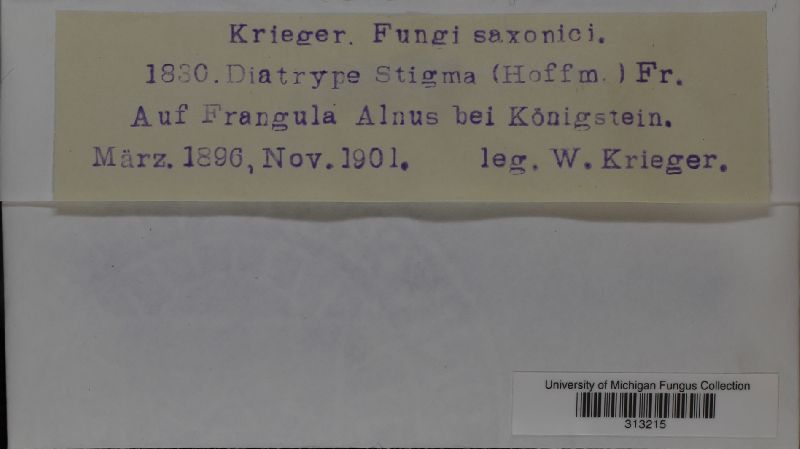 Krieger. Fungi saxonici.
1830. Diatrype Stigma (Hoffm.) Fr.
Auf Frangula Alnus bei Königstein.
März. 1896, Nov. 1901. leg. W. Krieger.
University of Michigan Fungus Collection
313215